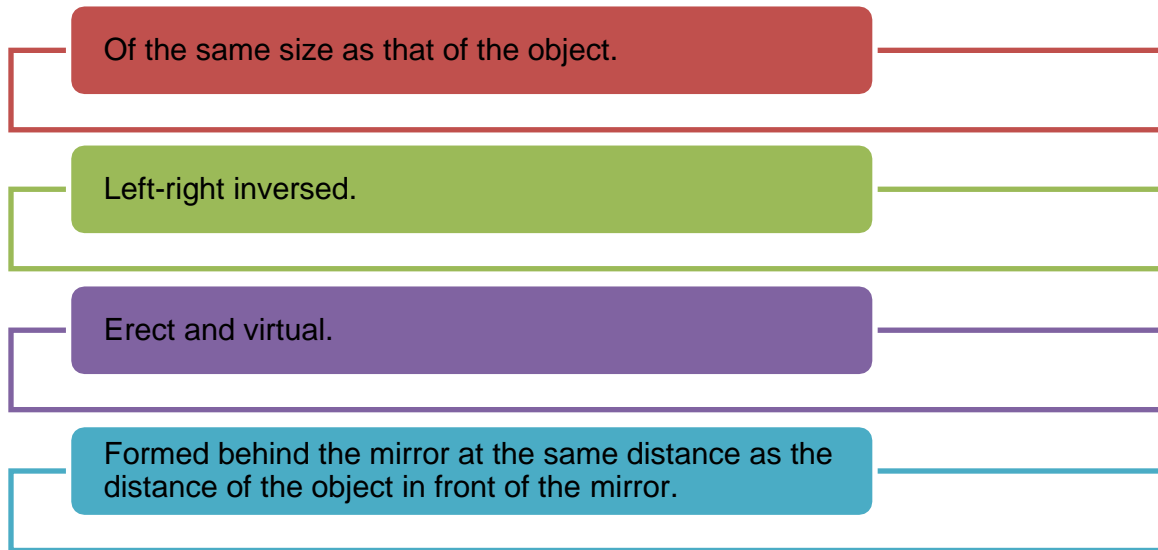 Of the same size as that of the object.
Left-right inversed.
Erect and virtual.
Formed behind the mirror at the same distance as the
distance of the object in front of the mirror.